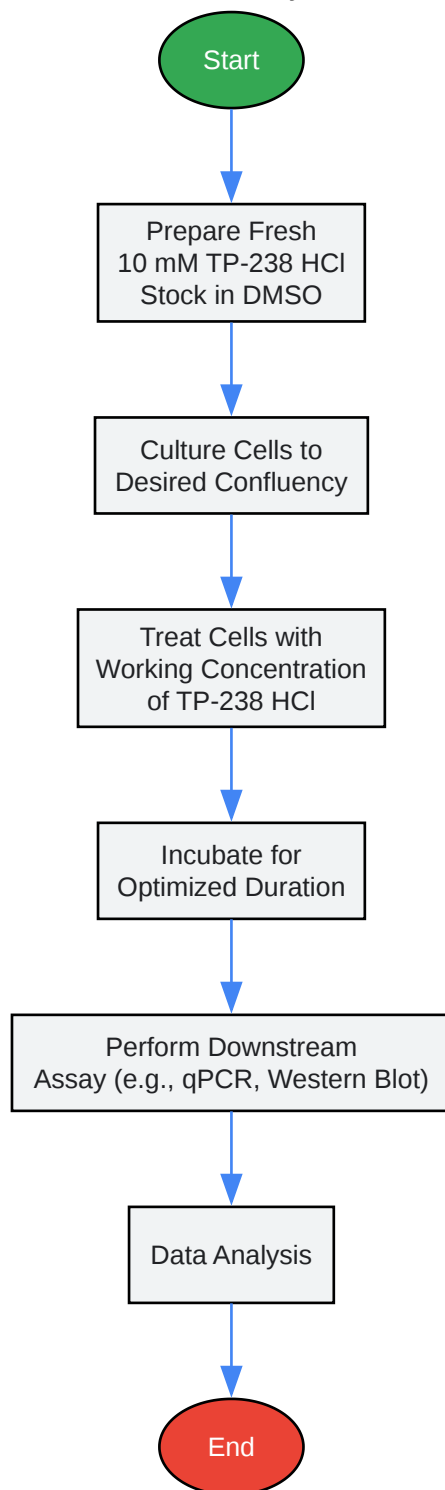 Start
Prepare Fresh
10 mM TP-238 HCl
Stock in DMSO
Culture Cells to
Desired Confluency
Treat Cells with
Working Concentration
of TP-238 HCl
Incubate for
Optimized Duration
Perform Downstream
Assay (e.g., qPCR, Western Blot)
Data Analysis
End